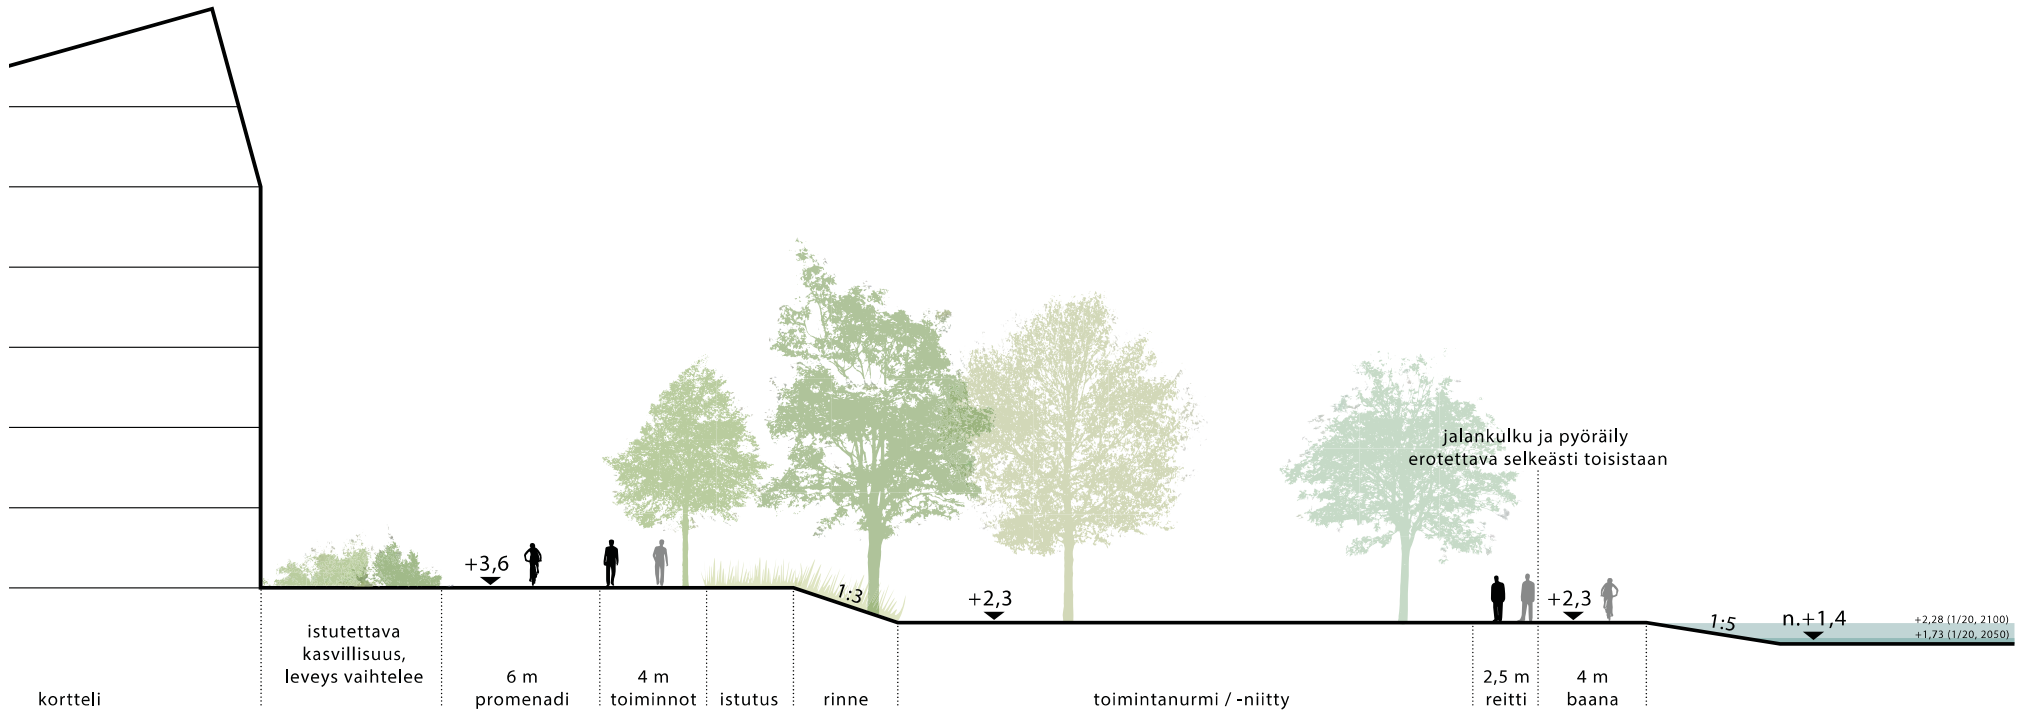 jalankulku ja pyöräily
erotettava selkeästi toisistaan
+3,6
1:3
+2,3
+2,3
1:5
n.+1,4
+2,28 (1/20, 2100)
+1,73 (1/20, 2050)
kortteli
istutettava
kasvillisuus,
leveys vaihtelee
6 m
promenadi
4 m
toiminnot
istutus
rinne
toimintanurmi / -niitty
2,5 m
reitti
4 m
baana